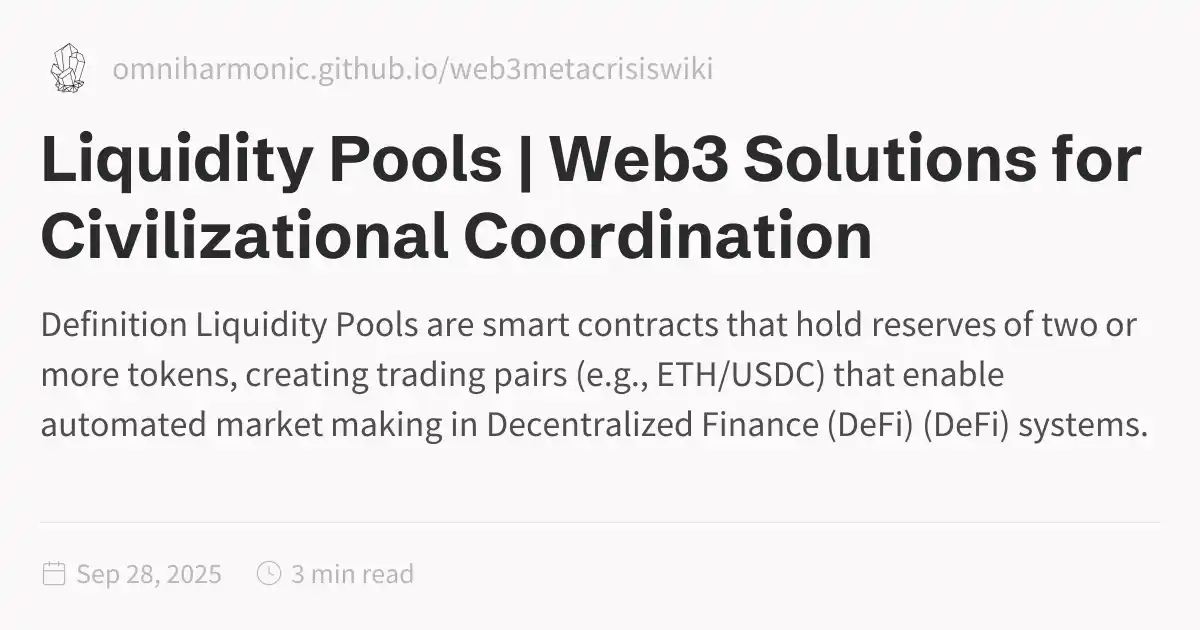 omniharmonic.github.io/web3metacrisiswiki
Liquidity Pools | Web3 Solutions for
Civilizational Coordination
Definition Liquidity Pools are smart contracts that hold reserves of two or
more tokens, creating trading pairs (e.g., ETH/USDC) that enable
automated market making in Decentralized Finance (DeFi) (DeFi) systems.
Sep 28, 2025 3 min read